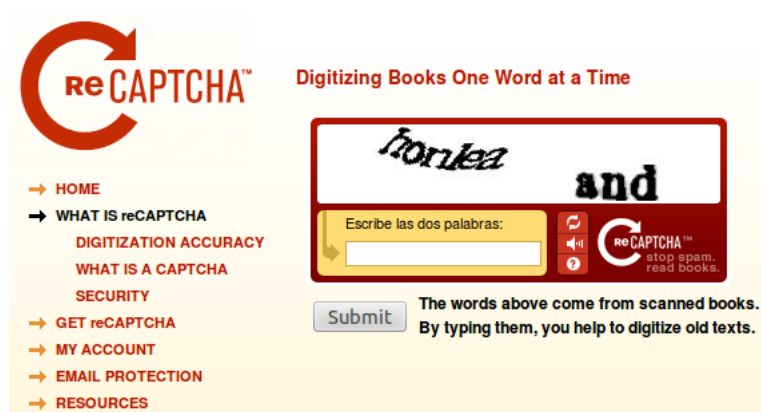 reCAPTCHA™
Digitizing Books One Word at a Time
and
HOME
WHAT IS reCAPTCHA
DIGITIZATION ACCURACY
WHAT IS A CAPTCHA
SECURITY
GET reCAPTCHA
MY ACCOUNT
EMAIL PROTECTION
RESOURCES
Escribe las dos palabras:
?
reCAPTCHA™
stop spam.
read books.
Submit
The words above come from scanned books.
By typing them, you help to digitize old texts.